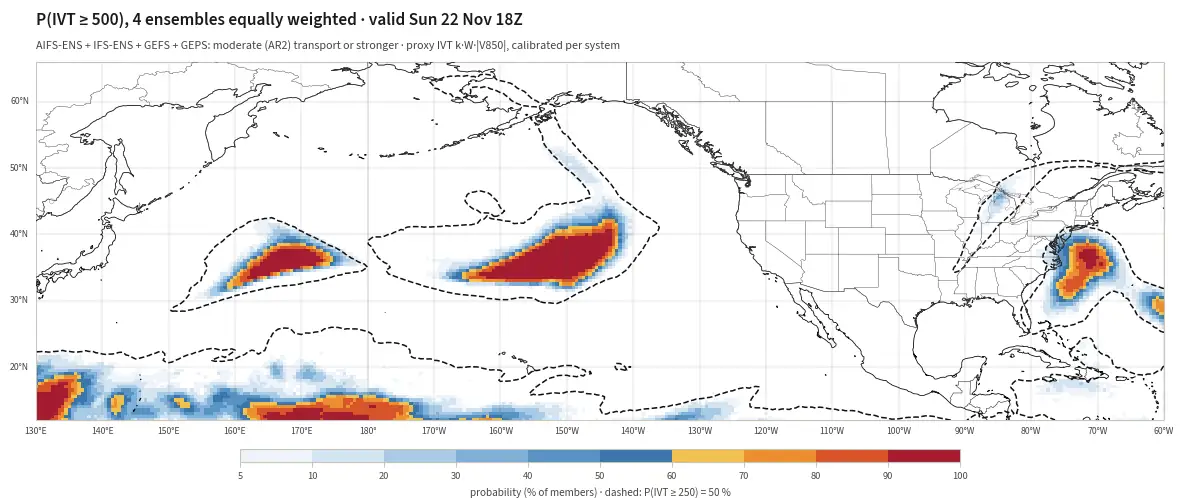 P(IVT ≥ 500), 4 ensembles equally weighted · valid Sun 22 Nov 18Z
AIFS-ENS + IFS-ENS + GEFS + GEPS: moderate (AR2) transport or stronger · proxy IVT k·W·|V850|, calibrated per system
60°N
50°N
40°N
30°N
20°N
130°E 140°E 150°E 160°E 170°E 180° 170°W 160°W 150°W 140°W 130°W 120°W 110°W 100°W 90°W 80°W 70°W 60°W
5 10 20 30 40 50 60 70 80 90 100
probability (% of members) · dashed: P(IVT ≥ 250) = 50 %